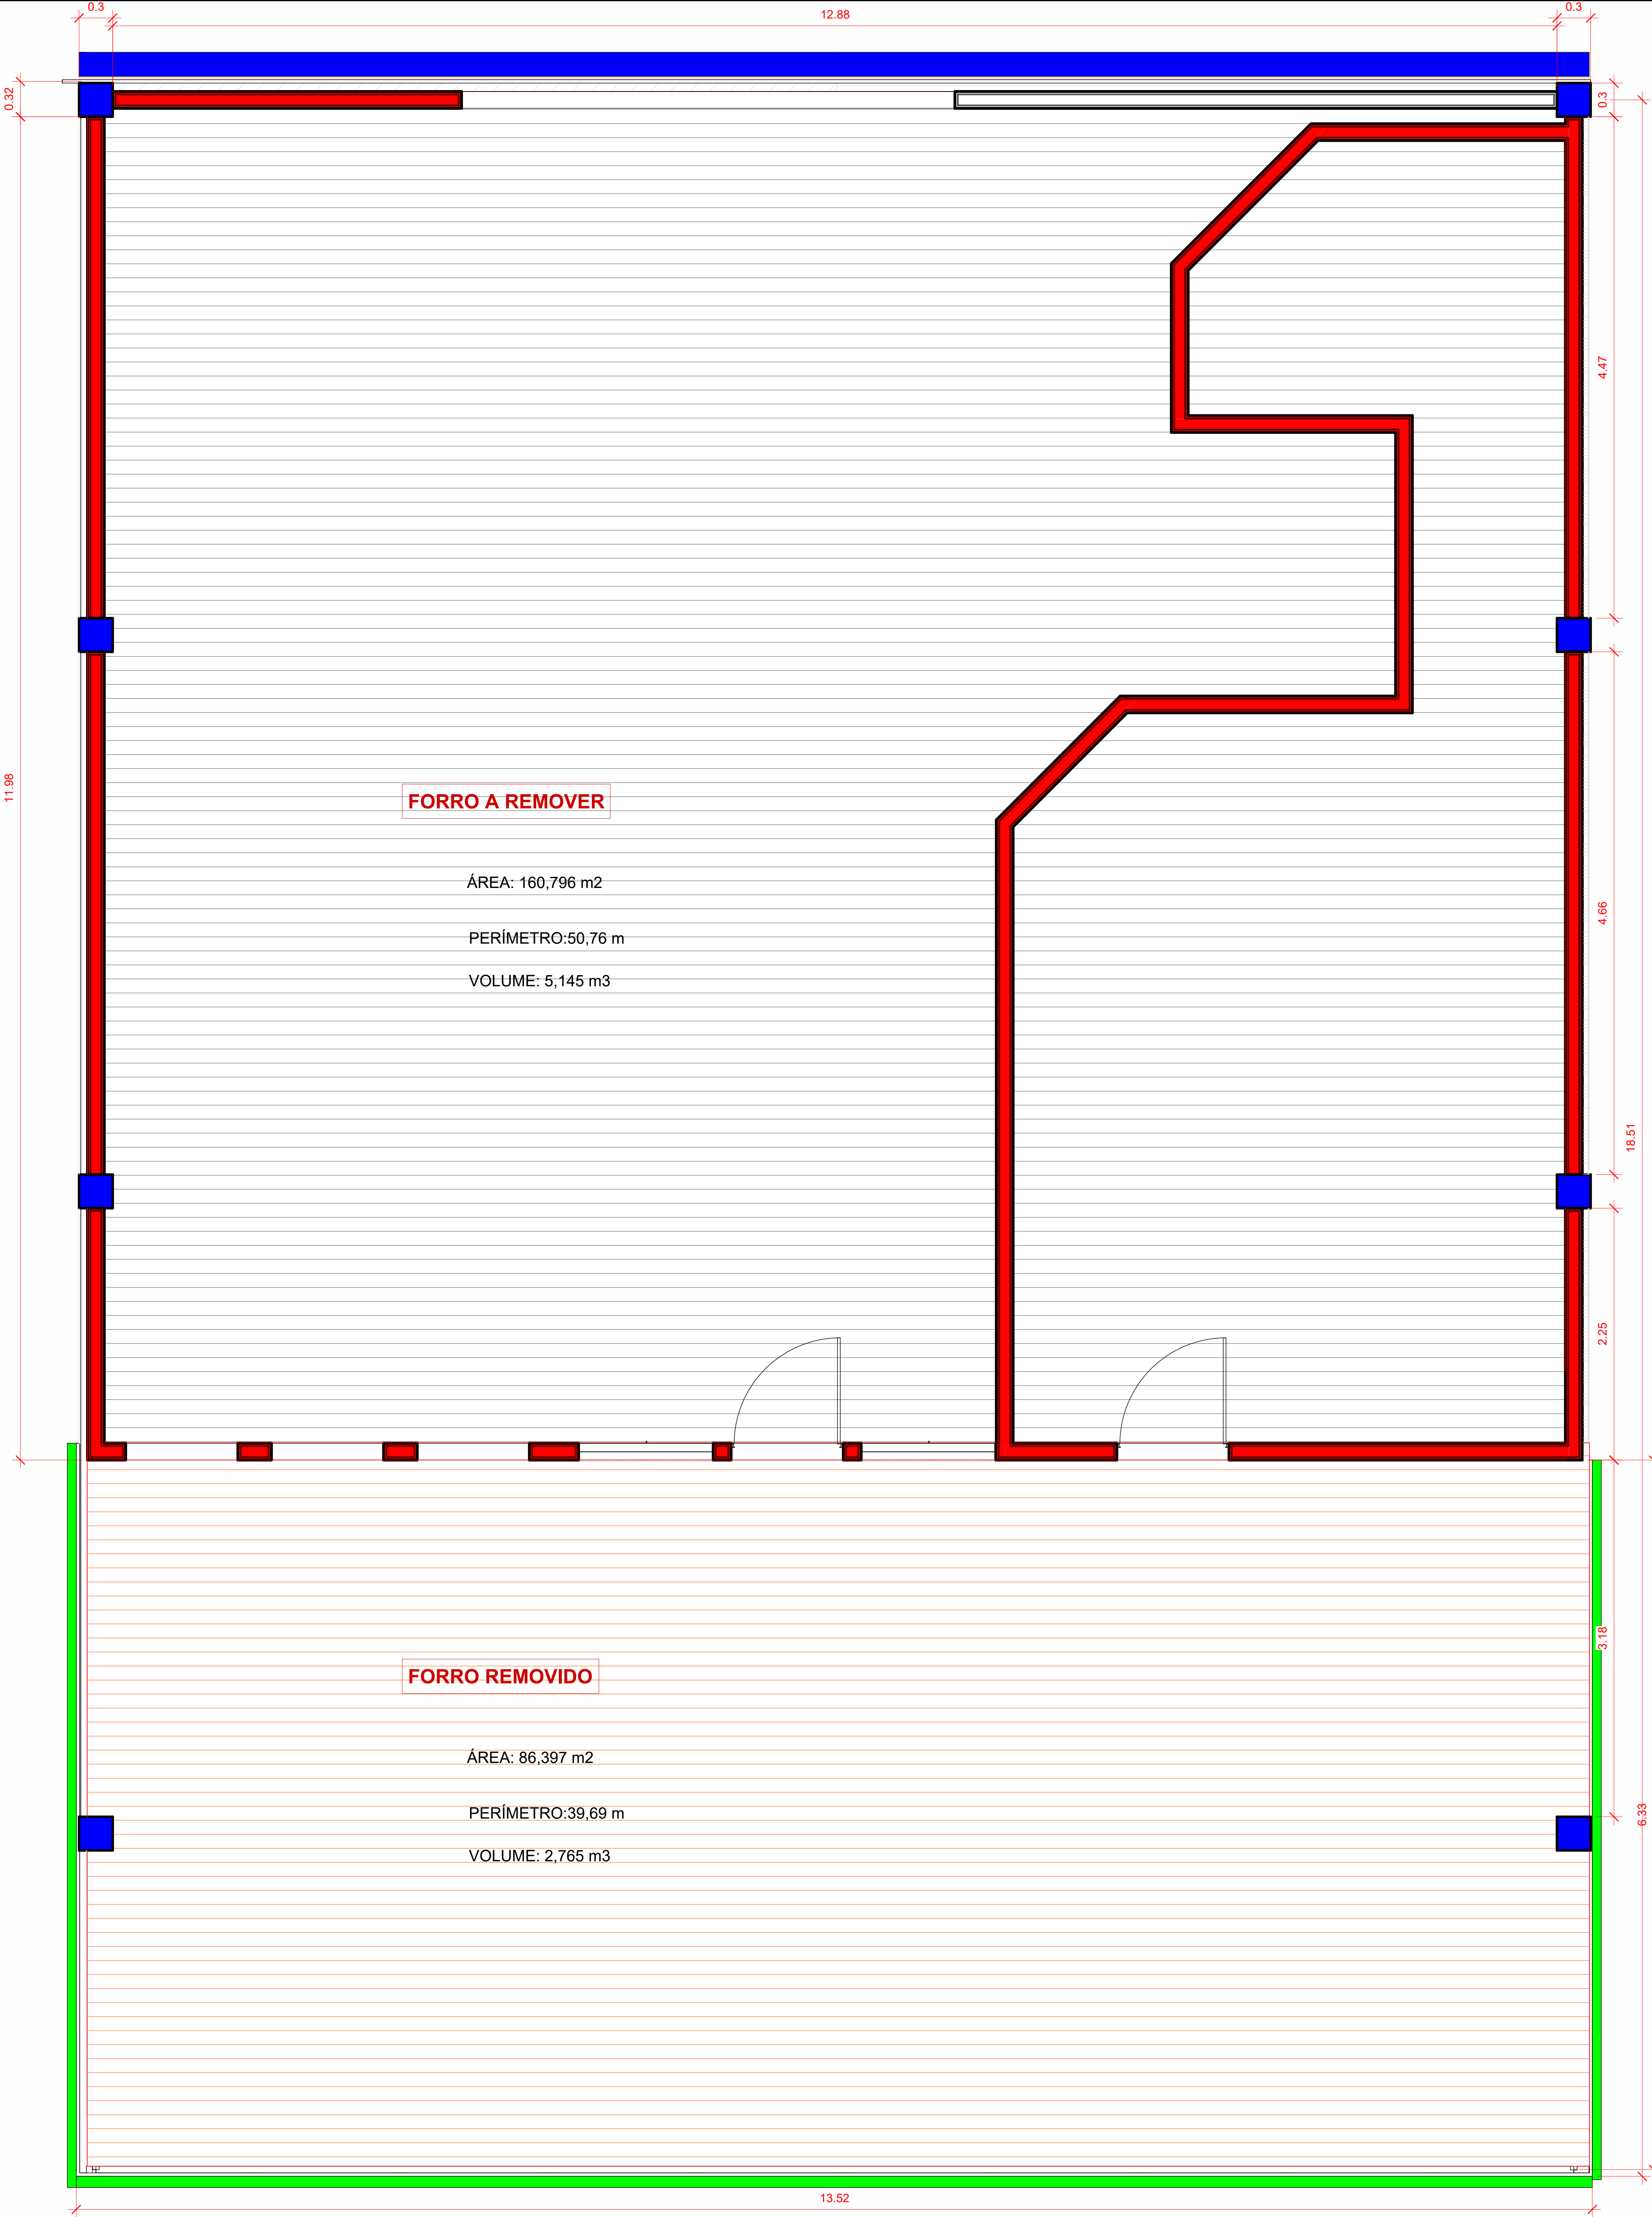 0.3
12.88
0.3
0.32
0.3
4.47
11.98
FORRO A REMOVER
ÁREA: 160,796 m2
PERÍMETRO:50,76 m
VOLUME: 5,145 m3
4.66
18.51
2.25
3.18
FORRO REMOVIDO
ÁREA: 86,397 m2
PERÍMETRO:39,69 m
VOLUME: 2,765 m3
6.33
13.52